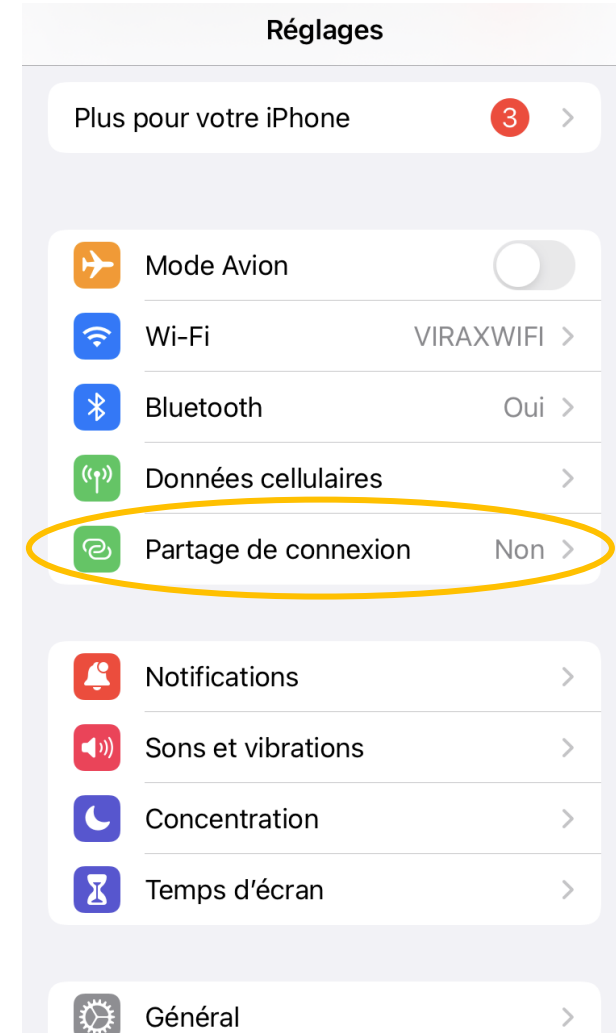 Réglages
Plus pour votre iPhone 3
Mode Avion
Wi-Fi VIRAXWIFI
Bluetooth Oui
Données cellulaires
Partage de connexion Non
Notifications
Sons et vibrations
Concentration
Temps d’écran
Général